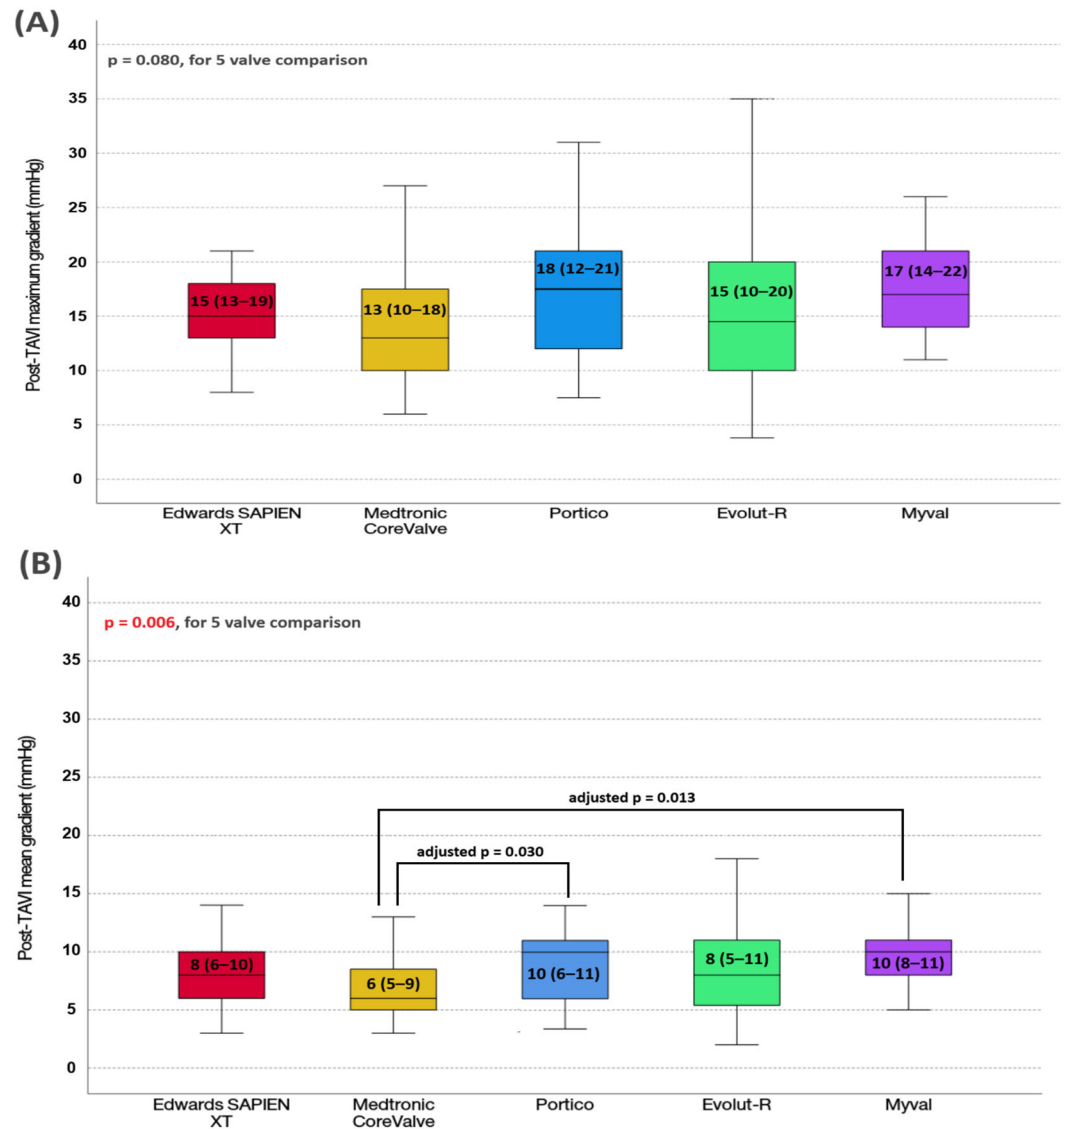 (A)
p = 0.080, for 5 valve comparison
Post-TAVI maximum gradient (mmHg)
40
35
30
25
20
15
10
5
0
15 (13–19)
13 (10–18)
18 (12–21)
15 (10–20)
17 (14–22)
Edwards SAPIEN
XT
Medtronic
CoreValve
Portico
Evolut-R
Myval
(B)
p = 0.006, for 5 valve comparison
Post-TAVI mean gradient (mmHg)
40
35
30
25
20
15
10
5
0
adjusted p = 0.013
adjusted p = 0.030
8 (6–10)
6 (5–9)
10 (6–11)
8 (5–11)
10 (8–11)
Edwards SAPIEN
XT
Medtronic
CoreValve
Portico
Evolut-R
Myval